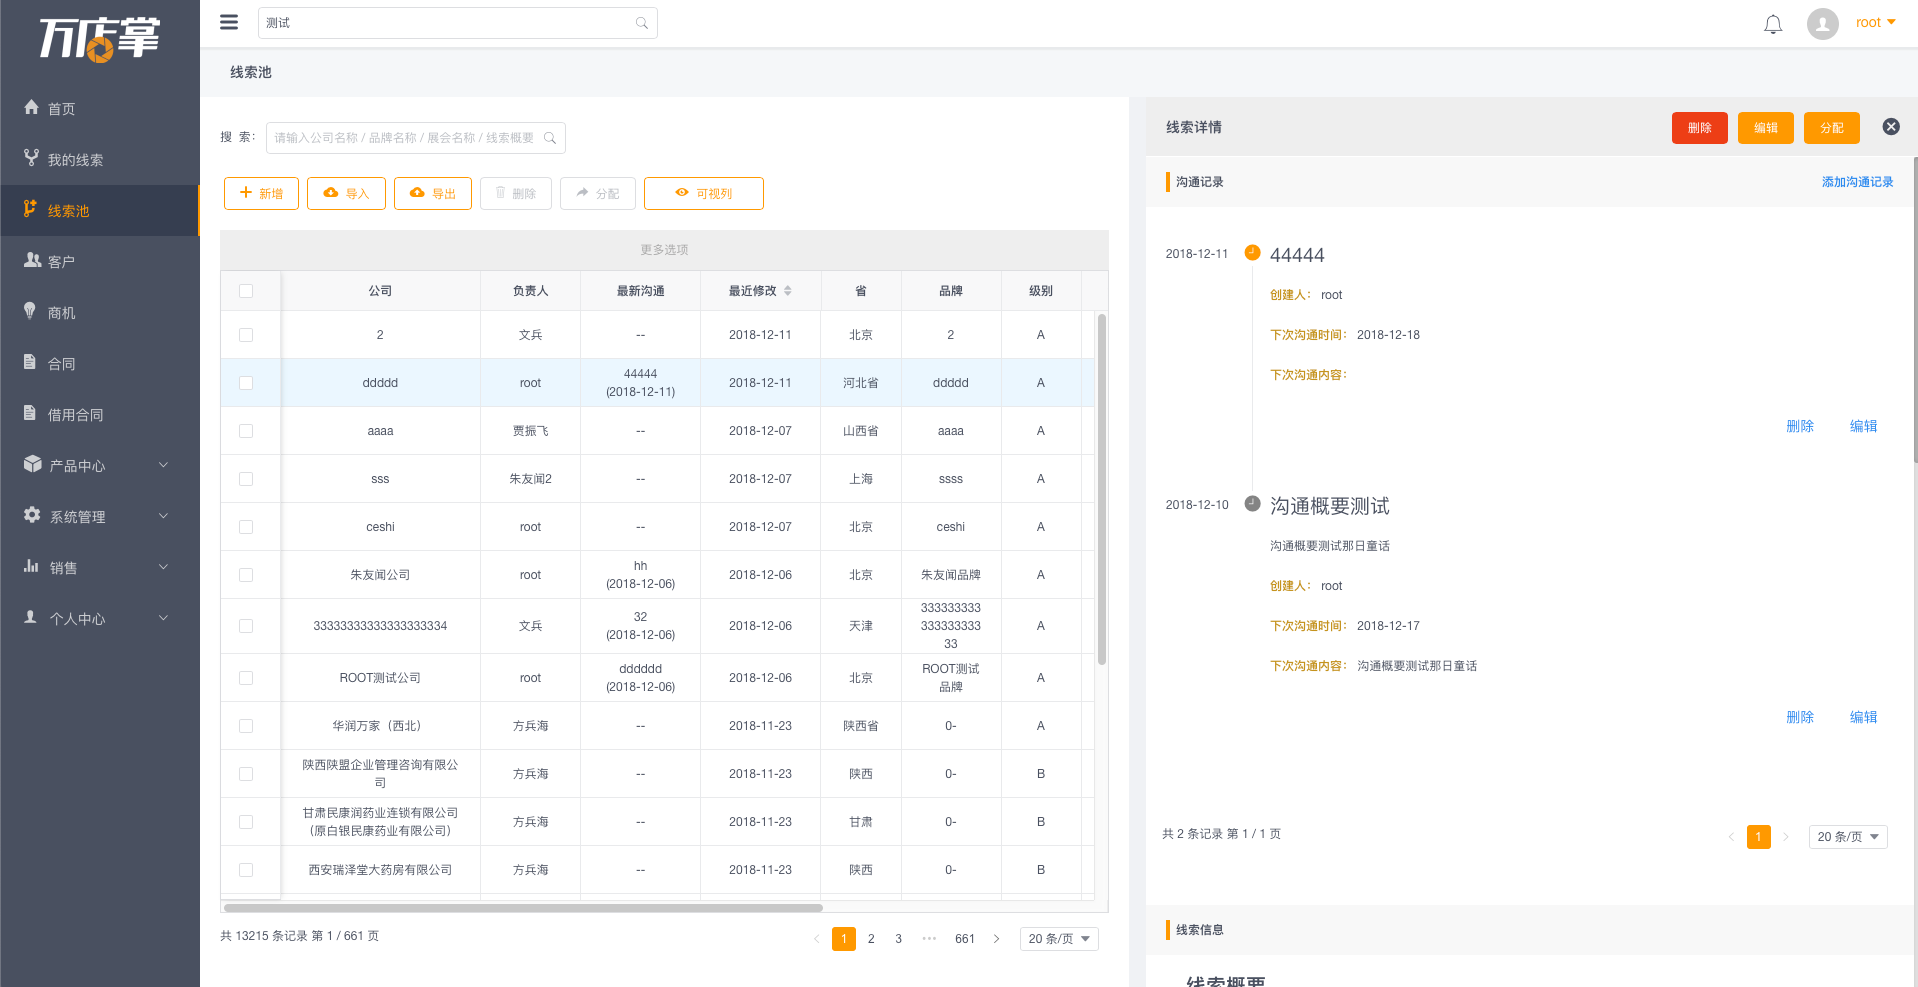 万店掌
测试
root
首页
我的线索
线索池
客户
商机
合同
借用合同
产品中心
系统管理
销售
个人中心
线索池
搜 索：
请输入公司名称 / 品牌名称 / 展会名称 / 线索概要
新增
导入
导出
删除
分配
可视列
更多选项
公司 负责人 最新沟通 最近修改 省 品牌 级别
2 文兵 -- 2018-12-11 北京 2 A
ddddd root 44444 (2018-12-11) 2018-12-11 河北省 ddddd A
aaaa 贾振飞 -- 2018-12-07 山西省 aaaa A
sss 朱友闻2 -- 2018-12-07 上海 ssss A
ceshi root -- 2018-12-07 北京 ceshi A
朱友闻公司 root hh (2018-12-06) 2018-12-06 北京 朱友闻品牌 A
33333333333333333334 文兵 32 (2018-12-06) 2018-12-06 天津 33333333333333333333 A
ROOT测试公司 root dddddd (2018-12-06) 2018-12-06 北京 ROOT测试品牌 A
华润万家（西北） 方兵海 -- 2018-11-23 陕西省 0- A
陕西陕盟企业管理咨询有限公司 方兵海 -- 2018-11-23 陕西 0- B
甘肃民康润药业连锁有限公司（原白银民康药业有限公司） 方兵海 -- 2018-11-23 甘肃 0- B
西安瑞泽堂大药房有限公司 方兵海 -- 2018-11-23 陕西 0- B
共 13215 条记录 第 1 / 661 页
1 2 3 ••• 661
20 条/页
线索详情
删除
编辑
分配
沟通记录
添加沟通记录
2018-12-11
44444
创建人： root
下次沟通时间： 2018-12-18
下次沟通内容：
删除 编辑
2018-12-10
沟通概要测试
沟通概要测试那日童话
创建人： root
下次沟通时间： 2018-12-17
下次沟通内容： 沟通概要测试那日童话
删除 编辑
共 2 条记录 第 1 / 1 页
1
20 条/页
线索信息
线索概要